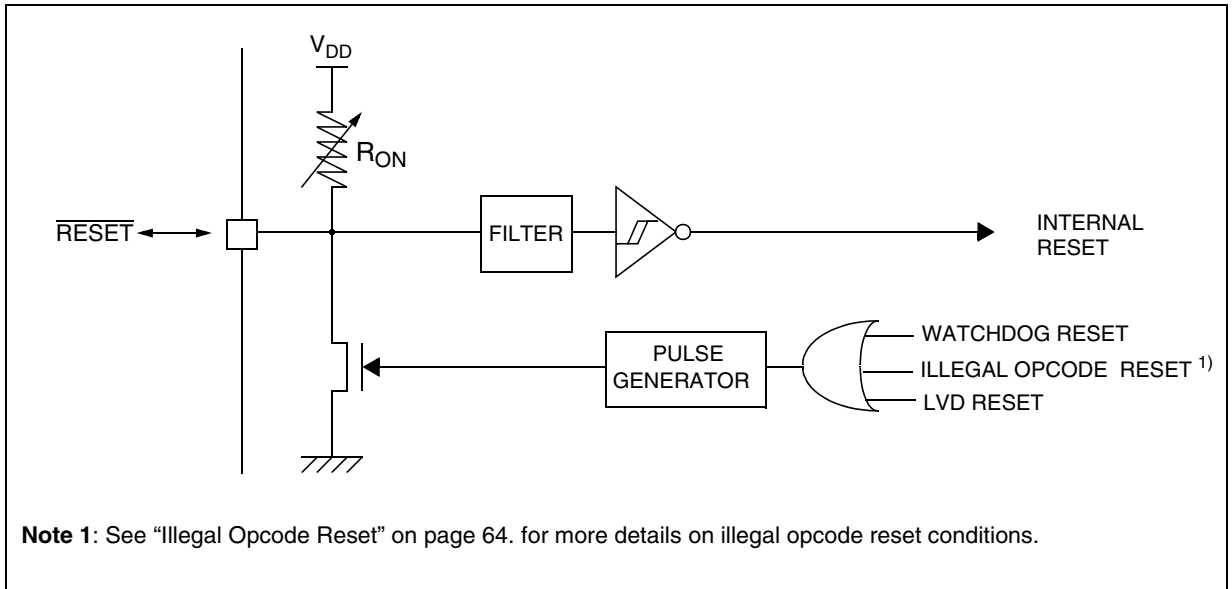 VDD
RON
RESET
FILTER
INTERNAL
RESET
PULSE
GENERATOR
WATCHDOG RESET
ILLEGAL OPCODE RESET 1)
LVD RESET
Note 1: See “Illegal Opcode Reset” on page 64. for more details on illegal opcode reset conditions.